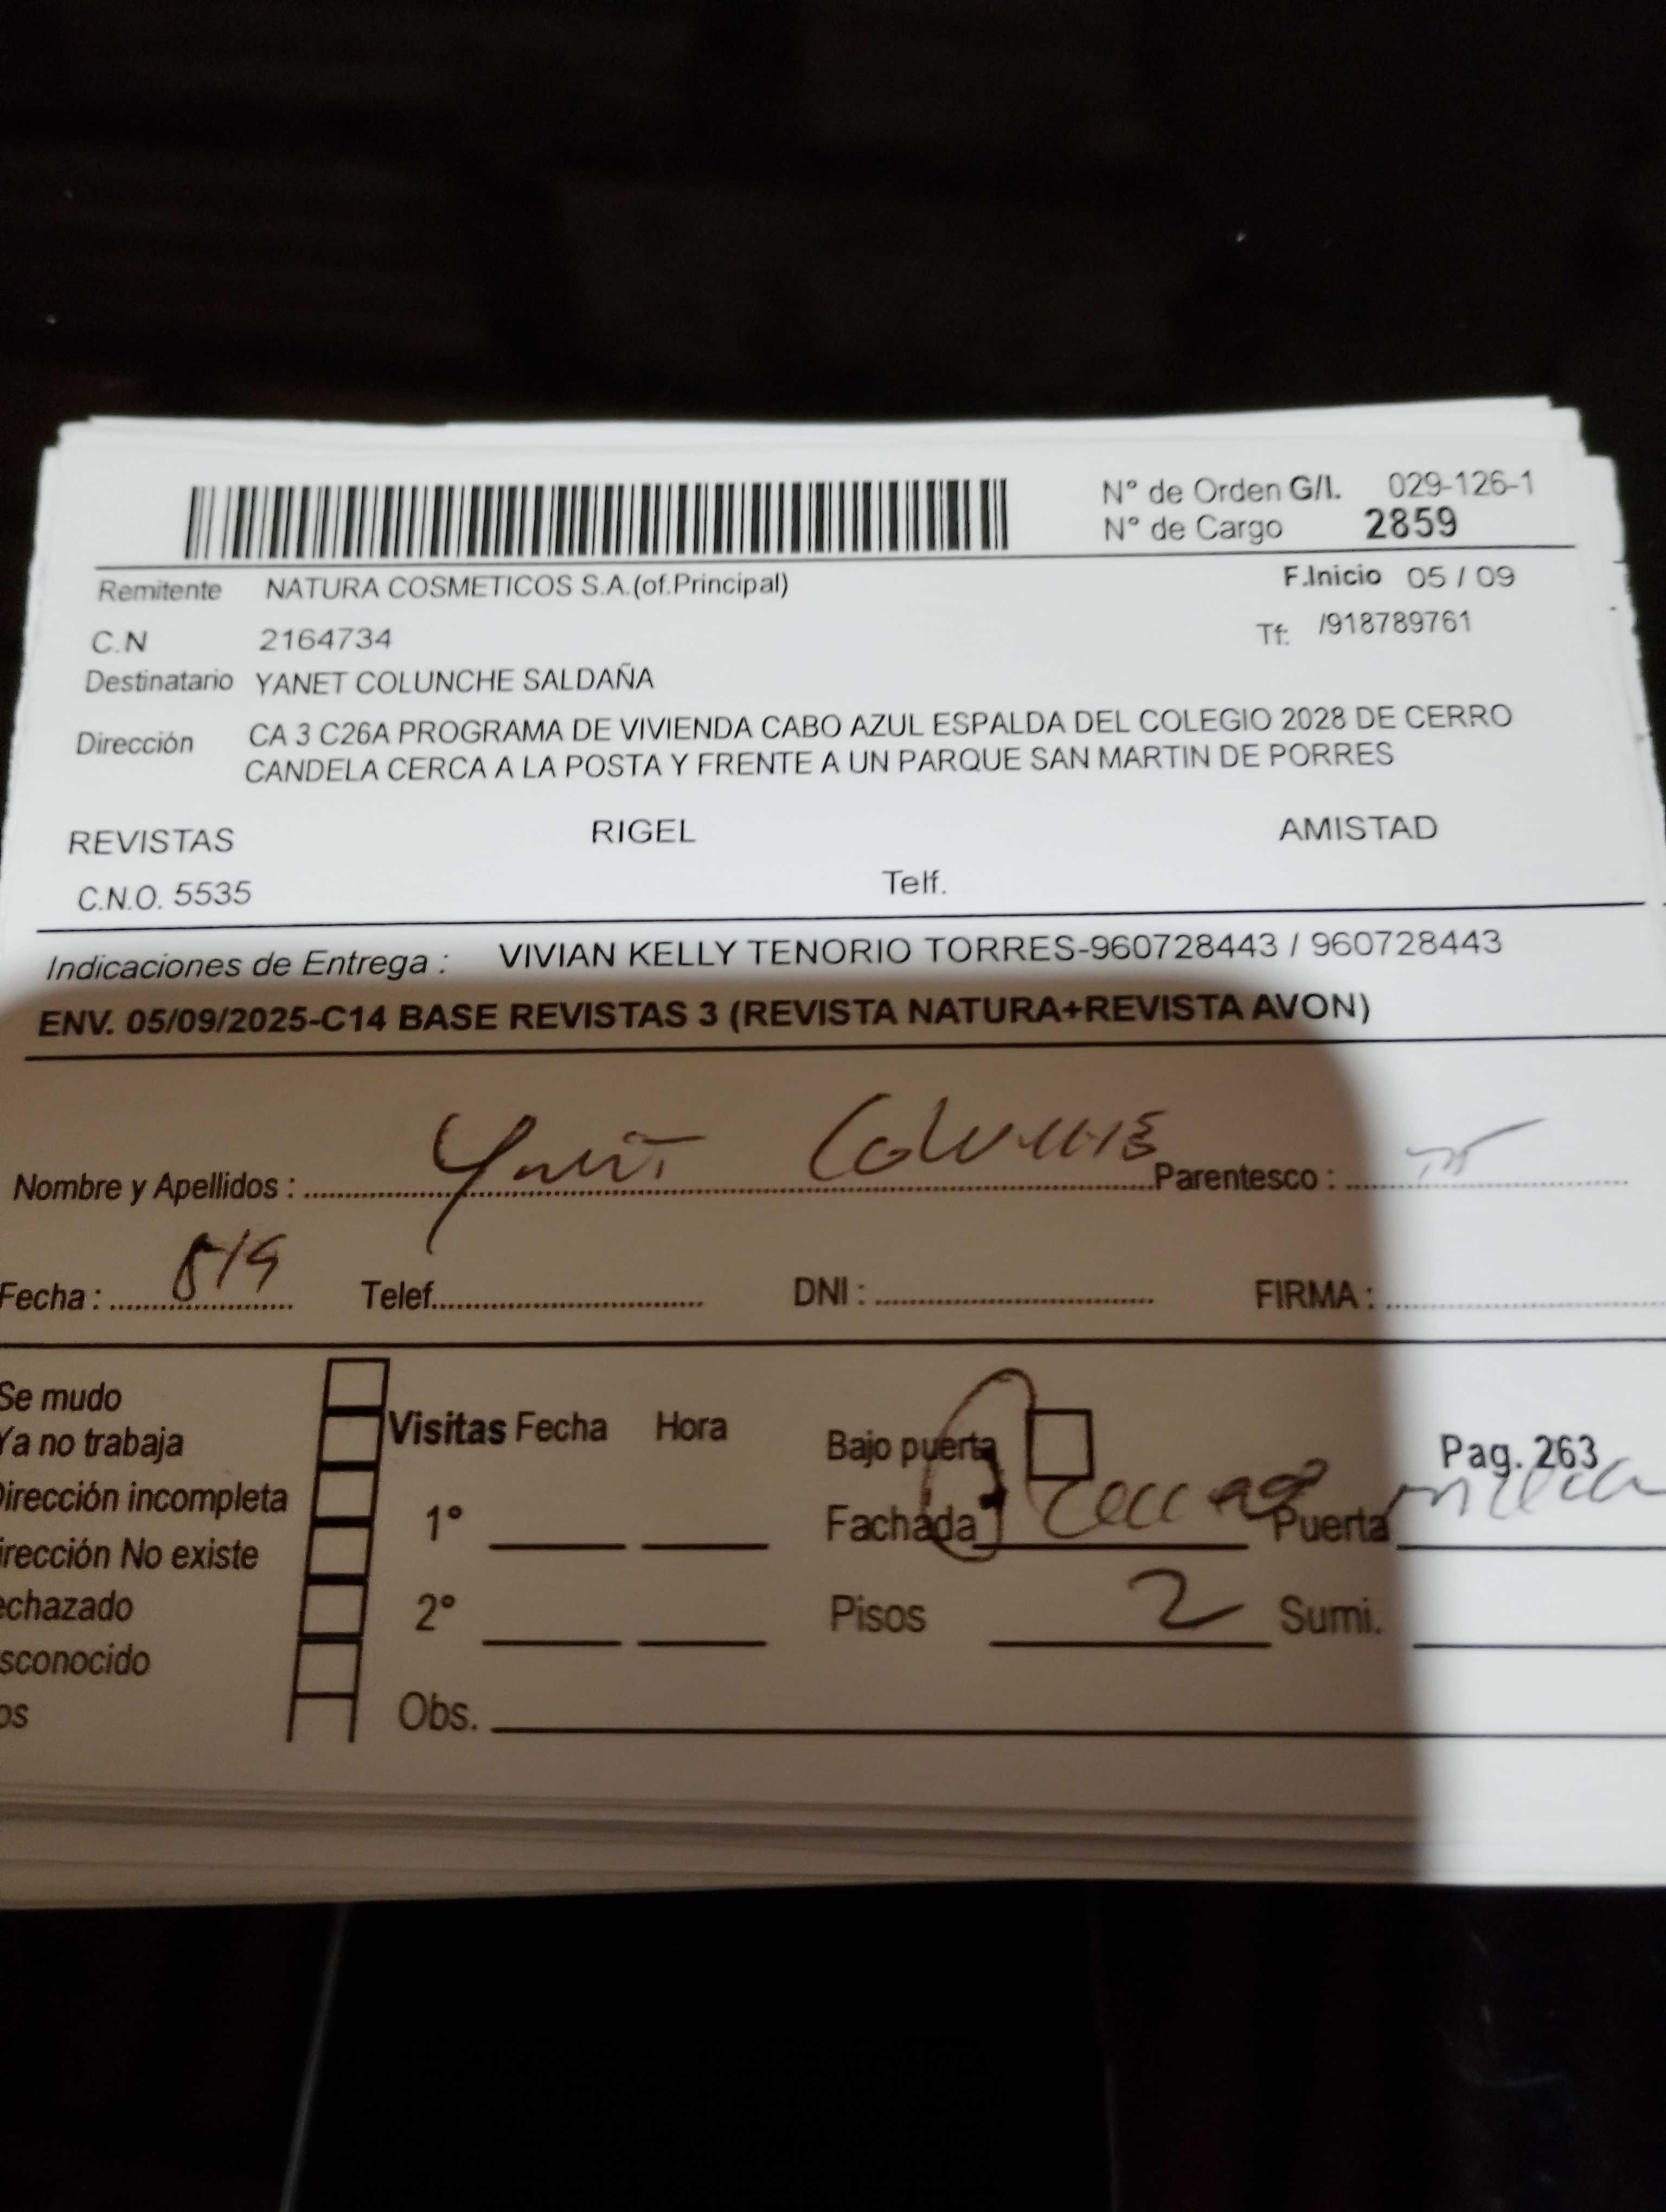 N° de Orden G/I. 029-126-1
N° de Cargo 2859
Remitente NATURA COSMETICOS S.A.(of.Principal) F.Inicio 05 / 09
C.N 2164734 Tf: /918789761
Destinatario YANET COLUNCHE SALDAÑA
Dirección CA 3 C26A PROGRAMA DE VIVIENDA CABO AZUL ESPALDA DEL COLEGIO 2028 DE CERRO
CANDELA CERCA A LA POSTA Y FRENTE A UN PARQUE SAN MARTIN DE PORRES
REVISTAS RIGEL AMISTAD
C.N.O. 5535 Telf.
Indicaciones de Entrega : VIVIAN KELLY TENORIO TORRES-960728443 / 960728443
ENV. 05/09/2025-C14 BASE REVISTAS 3 (REVISTA NATURA+REVISTA AVON)
Nombre y Apellidos : Parentesco :
Fecha : Telef. DNI : FIRMA :
Se mudo
Ya no trabaja
Dirección incompleta
irección No existe
echazado
sconocido
os
Visitas Fecha Hora
1°
2°
Obs.
Bajo puerta Pag. 263
Fachada Puerta
Pisos 2 Sumi.